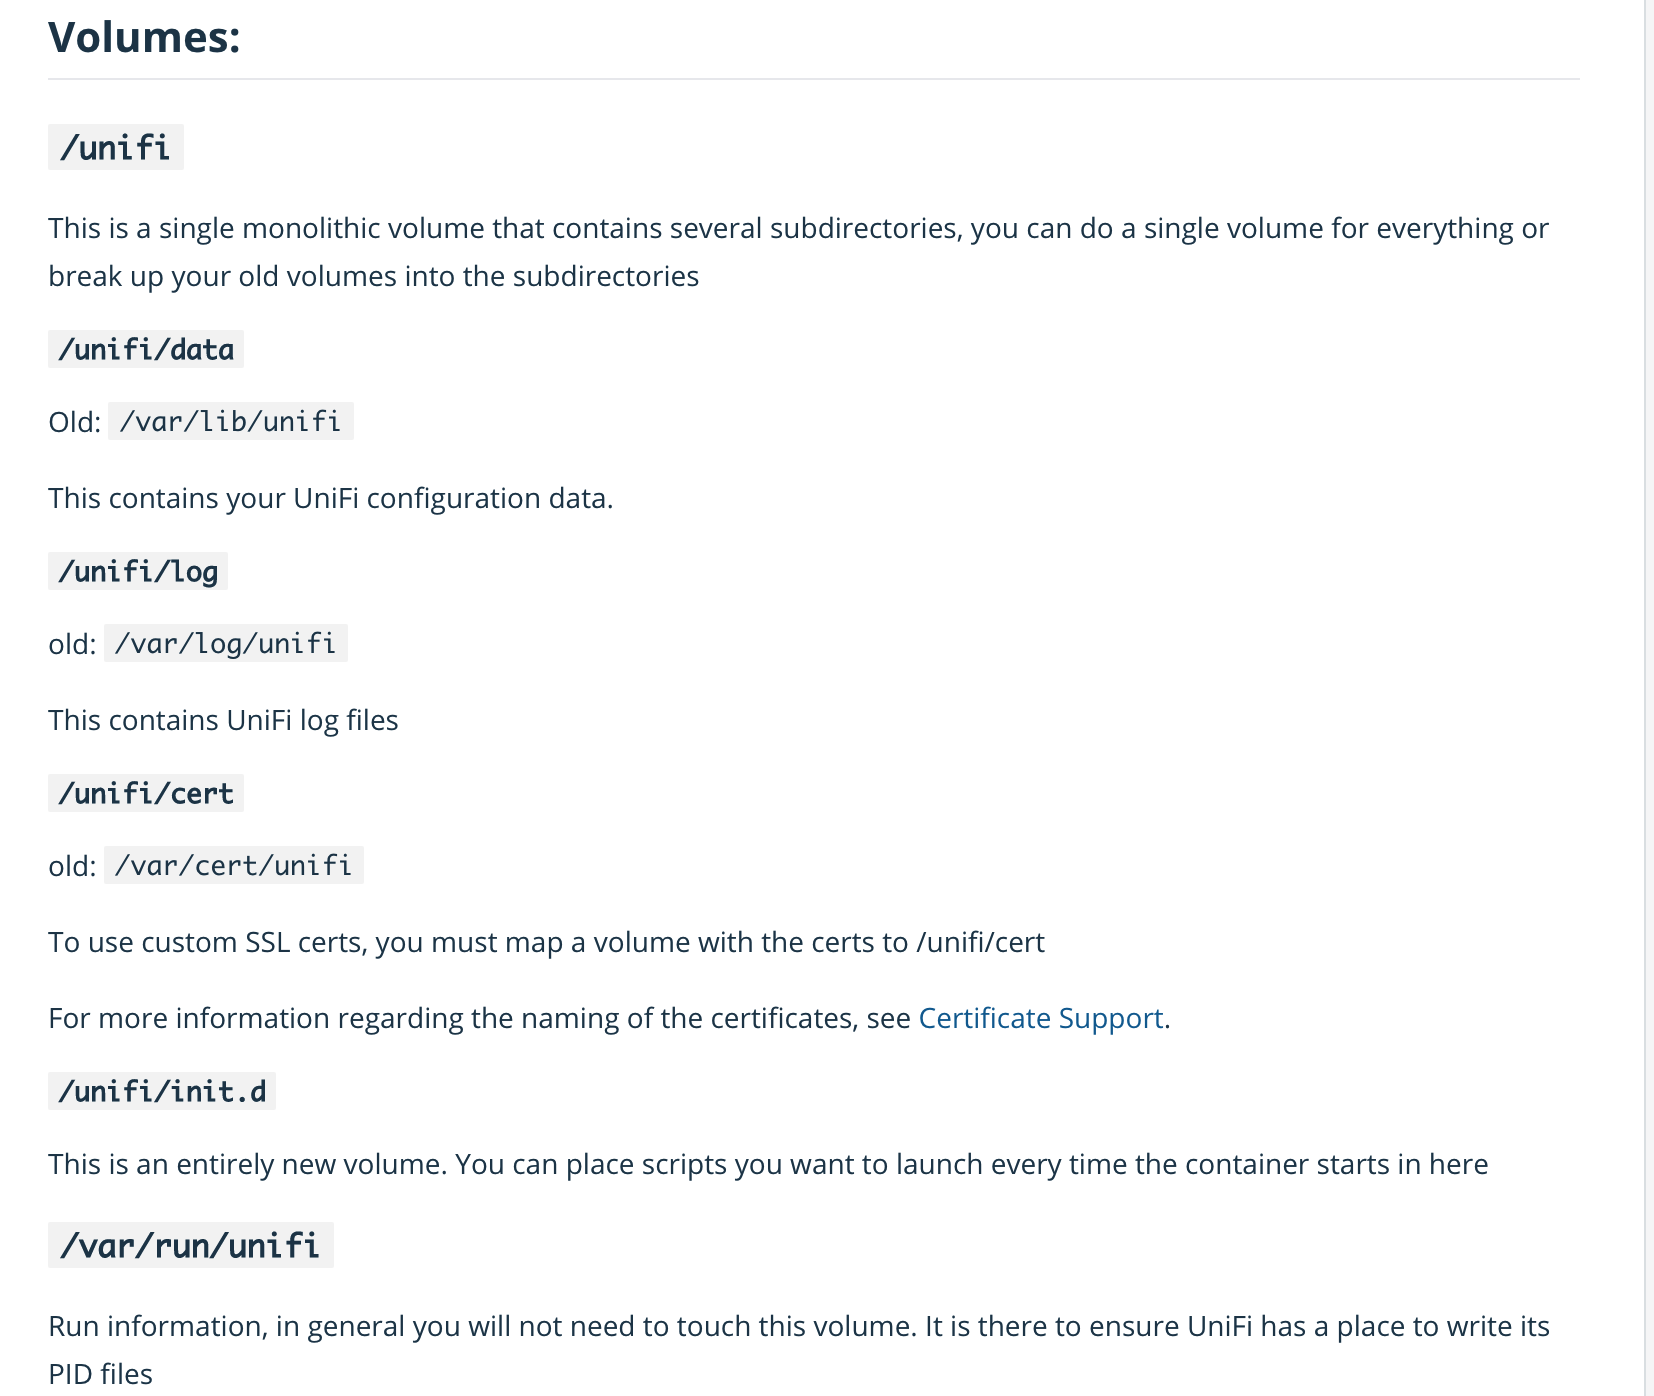 Volumes:
/unifi
This is a single monolithic volume that contains several subdirectories, you can do a single volume for everything or
break up your old volumes into the subdirectories
/unifi/data
Old: /var/lib/unifi
This contains your UniFi configuration data.
/unifi/log
old: /var/log/unifi
This contains UniFi log files
/unifi/cert
old: /var/cert/unifi
To use custom SSL certs, you must map a volume with the certs to /unifi/cert
For more information regarding the naming of the certificates, see Certificate Support.
/unifi/init.d
This is an entirely new volume. You can place scripts you want to launch every time the container starts in here
/var/run/unifi
Run information, in general you will not need to touch this volume. It is there to ensure UniFi has a place to write its
PID files